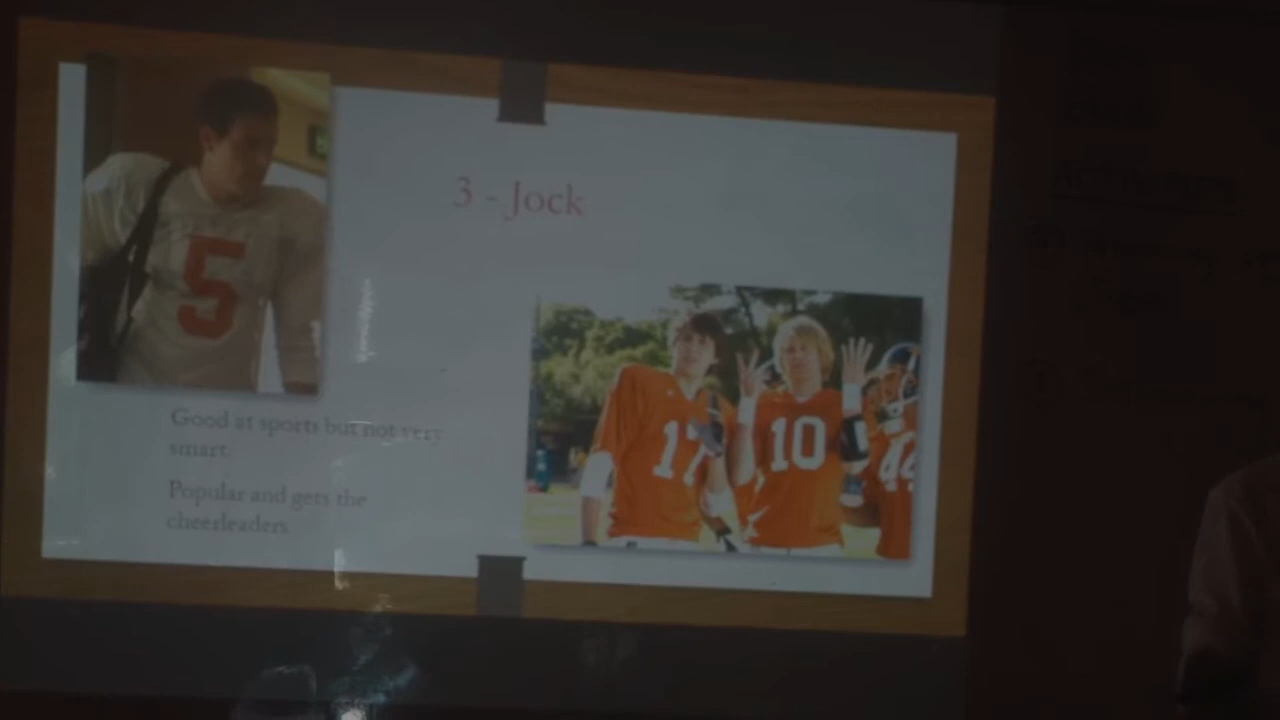 3 - Jock
5
Good at sports but not very
smart.
Popular and gets the
cheerleaders.
17
10
44